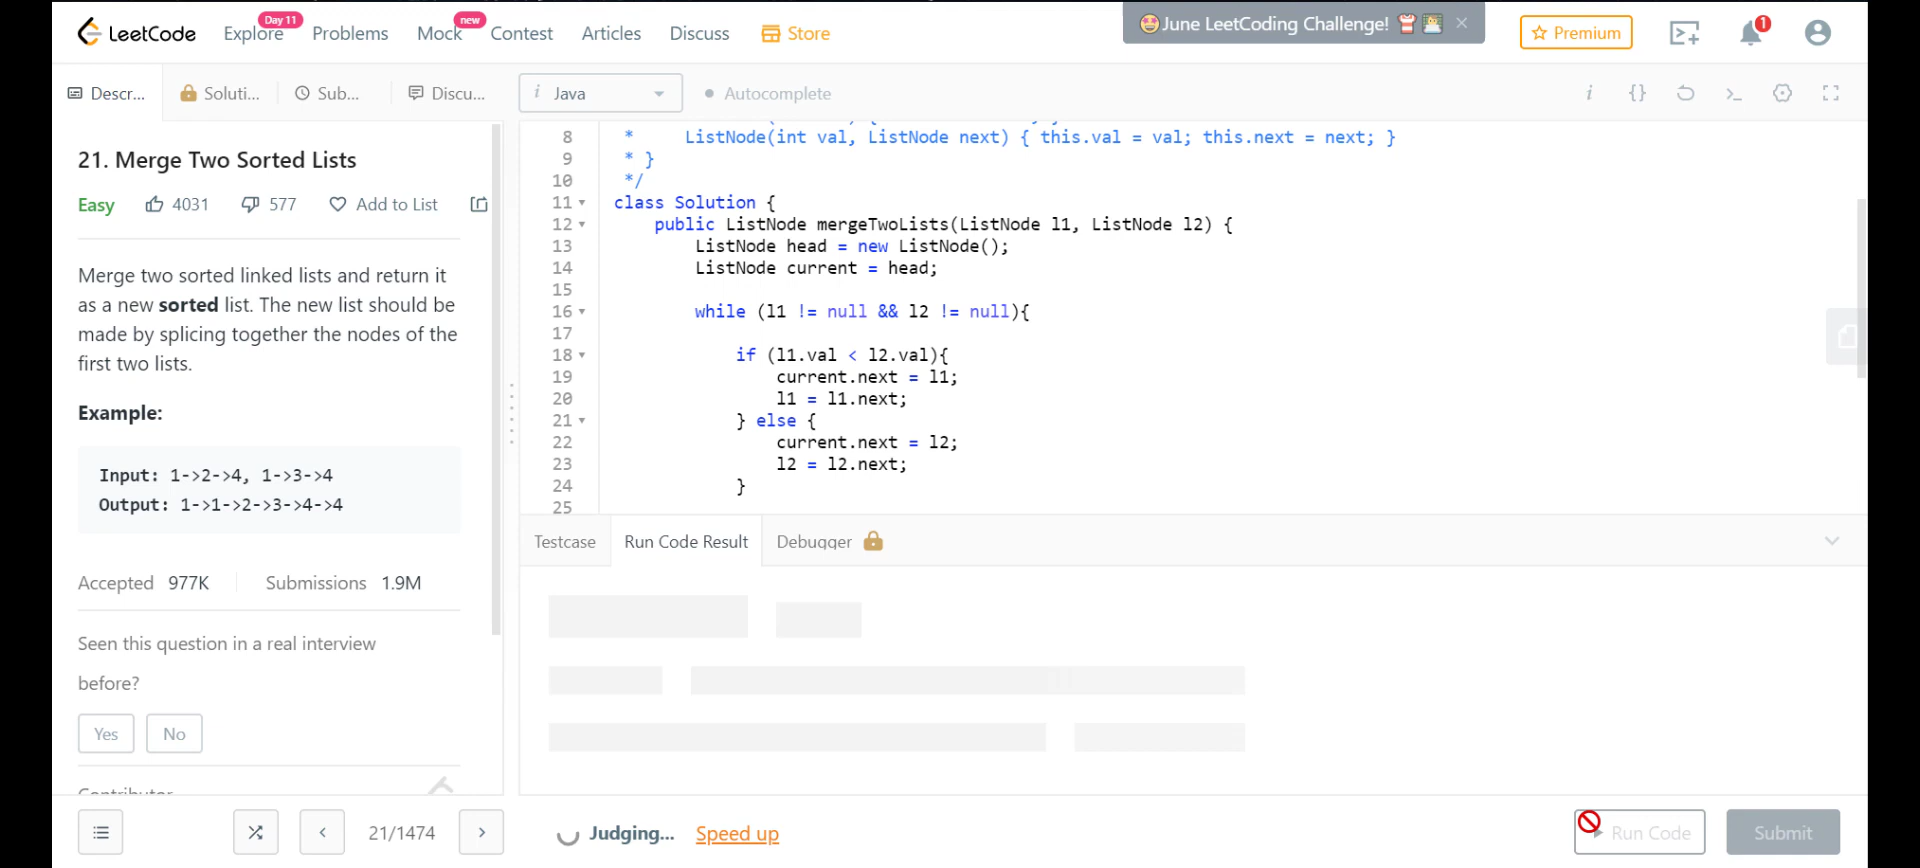 LeetCode
Explore
Day 11
Problems
Mock
new
Contest
Articles
Discuss
Store
🤩June LeetCoding Challenge!
Premium
1
Descr...
Soluti...
Sub...
Discu...
i Java
Autocomplete
i {}
21. Merge Two Sorted Lists
Easy 4031 577 Add to List
Merge two sorted linked lists and return it
as a new sorted list. The new list should be
made by splicing together the nodes of the
first two lists.
Example:
Input: 1->2->4, 1->3->4
Output: 1->1->2->3->4->4
Accepted 977K Submissions 1.9M
Seen this question in a real interview
before?
Yes No
Contributor
21/1474
8 * ListNode(int val, ListNode next) { this.val = val; this.next = next; }
9 * }
10 */
11 class Solution {
12 public ListNode mergeTwoLists(ListNode l1, ListNode l2) {
13 ListNode head = new ListNode();
14 ListNode current = head;
15
16 while (l1 != null && l2 != null){
17
18 if (l1.val < l2.val){
19 current.next = l1;
20 l1 = l1.next;
21 } else {
22 current.next = l2;
23 l2 = l2.next;
24 }
25
Testcase Run Code Result Debugger
Judging... Speed up
Run Code Submit